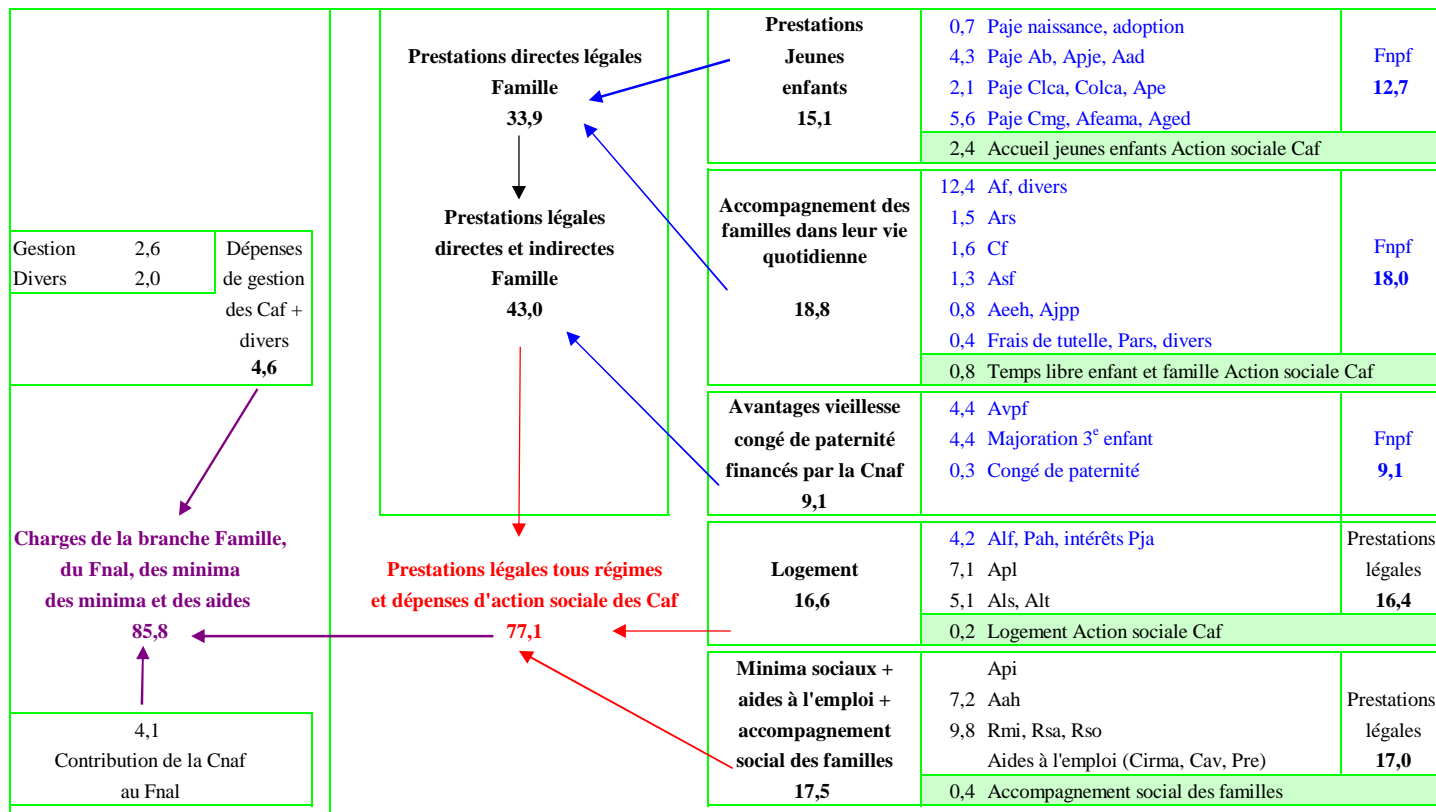 Gestion 2,6 Dépenses
Divers 2,0 de gestion
des Caf +
divers
4,6
Charges de la branche Famille,
du Fnal, des minima
des minima et des aides
85,8
4,1
Contribution de la Cnaf
au Fnal
Prestations directes légales
Famille
33,9
Prestations légales
directes et indirectes
Famille
43,0
Prestations légales tous régimes
et dépenses d'action sociale des Caf
77,1
Prestations
Jeunes
enfants
15,1
0,7 Paje naissance, adoption
4,3 Paje Ab, Apje, Aad
2,1 Paje Clca, Colca, Ape
5,6 Paje Cmg, Afeama, Aged
2,4 Accueil jeunes enfants Action sociale Caf
Fnpf
12,7
Accompagnement des
familles dans leur vie
quotidienne
18,8
12,4 Af, divers
1,5 Ars
1,6 Cf
1,3 Asf
0,8 Aeeh, Ajpp
0,4 Frais de tutelle, Pars, divers
0,8 Temps libre enfant et famille Action sociale Caf
Fnpf
18,0
Avantages vieillesse
congé de paternité
financés par la Cnaf
9,1
4,4 Avpf
4,4 Majoration 3e enfant
0,3 Congé de paternité
Fnpf
9,1
Logement
16,6
4,2 Alf, Pah, intérêts Pja
7,1 Apl
5,1 Als, Alt
0,2 Logement Action sociale Caf
Prestations
légales
16,4
Minima sociaux +
aides à l'emploi +
accompagnement
social des familles
17,5
Api
7,2 Aah
9,8 Rmi, Rsa, Rso
Aides à l'emploi (Cirma, Cav, Pre)
0,4 Accompagnement social des familles
Prestations
légales
17,0